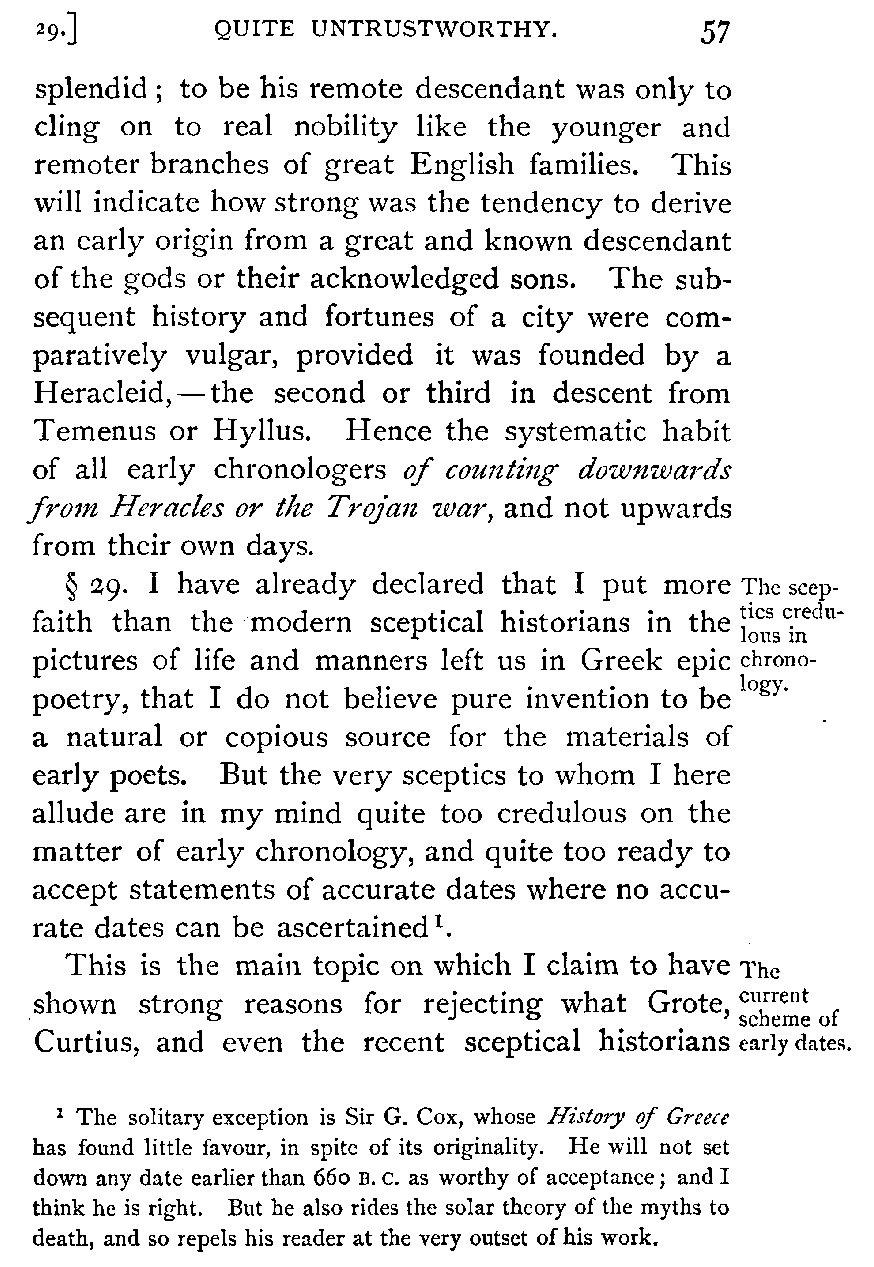 29.] QUITE UNTRUSTWORTHY. 57
splendid ; to be his remote descendant was only to
cling on to real nobility like the younger and
remoter branches of great English families. This
will indicate how strong was the tendency to derive
an early origin from a great and known descendant
of the gods or their acknowledged sons. The sub-
sequent history and fortunes of a city were com-
paratively vulgar, provided it was founded by a
Heracleid,—the second or third in descent from
Temenus or Hyllus. Hence the systematic habit
of all early chronologers of counting downwards
from Heracles or the Trojan war, and not upwards
from their own days.
§ 29. I have already declared that I put more
faith than the modern sceptical historians in the
pictures of life and manners left us in Greek epic
poetry, that I do not believe pure invention to be
a natural or copious source for the materials of
early poets. But the very sceptics to whom I here
allude are in my mind quite too credulous on the
matter of early chronology, and quite too ready to
accept statements of accurate dates where no accu-
rate dates can be ascertained¹.
The scep-
tics credu-
lous in
chrono-
logy.
This is the main topic on which I claim to have
shown strong reasons for rejecting what Grote,
Curtius, and even the recent sceptical historians
The
current
scheme of
early dates.
¹ The solitary exception is Sir G. Cox, whose History of Greece
has found little favour, in spite of its originality. He will not set
down any date earlier than 660 B.C. as worthy of acceptance; and I
think he is right. But he also rides the solar theory of the myths to
death, and so repels his reader at the very outset of his work.